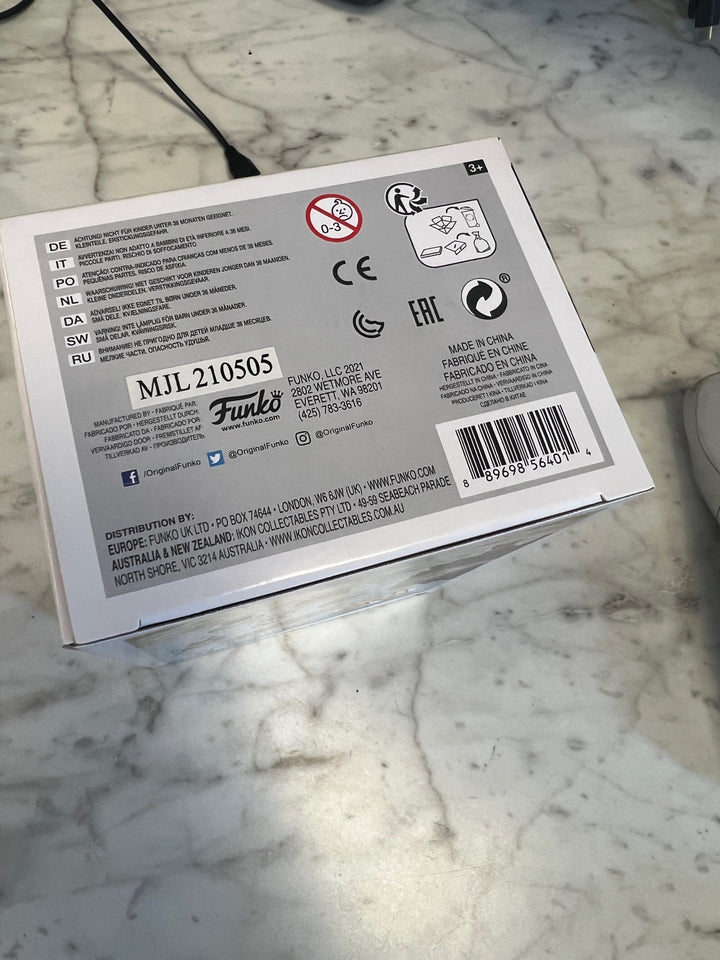 3+
DE ACHTUNG! NICHT FÜR KINDER UNTER 36 MONATEN GEEIGNET.
KLEINTEILE. ERSTICKUNGSGEFAHR.
IT AVVERTENZA! NON ADATTO A BAMBINI DI ETÀ INFERIORE A 36 MESI.
PICCOLE PARTI. RISCHIO DI SOFFOCAMENTO
PO ATENÇÃO! CONTRA-INDICADO PARA CRIANÇAS COM MENOS DE 36 MESES.
PEQUENAS PARTES. RISCO DE ASFIXIA.
NL WAARSCHUWING! NIET GESCHIKT VOOR KINDEREN JONGER DAN 36 MAANDEN.
KLEINE ONDERDELEN. VERSTIKKINGSGEVAAR.
DA ADVARSEL! IKKE EGNET TIL BØRN UNDER 36 MÅNEDER.
SMÅ DELE. KVÆLNINGSFARE.
SW VARNING! INTE LÄMPLIG FÖR BARN UNDER 36 MÅNADER.
SMÅ DELAR. KVÄVNINGSRISK.
RU ВНИМАНИЕ! НЕ ПРИГОДНО ДЛЯ ДЕТЕЙ МЛАДШЕ 36 МЕСЯЦЕВ.
МЕЛКИЕ ЧАСТИ. ОПАСНОСТЬ УДУШЬЯ.
0-3
CE
EAC
®
MJL 210505
MANUFACTURED BY · FABRIQUÉ PAR:
FABRICADO POR · HERGESTELLT DURCH:
FABBRICATO DA · FABRICADO POR:
VERVAARDIGD DOOR · FREMSTILLET AF:
TILLVERKAD AV · ПРОИЗВОДИТЕЛЬ
Funko
www.funko.com
FUNKO, LLC 2021
2802 WETMORE AVE
EVERETT, WA 98201
(425) 783-3616
MADE IN CHINA
FABRIQUÉ EN CHINE
FABRICADO EN CHINA
HERGESTELLT IN CHINA · FABBRICATO IN CINA
FABRICADO NA CHINA · VERVAARDIGD IN CHINA
PRODUCERET I KINA · TILLVERKAD I KINA
СДЕЛАНО В КИТАЕ
/OriginalFunko @OriginalFunko @OriginalFunko
8 89698 56401 4
DISTRIBUTION BY:
EUROPE: FUNKO UK LTD · PO BOX 74644 · LONDON, W6 6JW (UK) · WWW.FUNKO.COM
AUSTRALIA & NEW ZEALAND: IKON COLLECTABLES PTY LTD · 49-59 SEABEACH PARADE
NORTH SHORE, VIC 3214 AUSTRALIA · WWW.IKONCOLLECTABLES.COM.AU